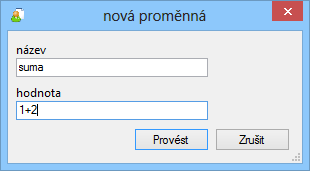 nová proměnná
název
suma
hodnota
1+2
Provést Zrušit